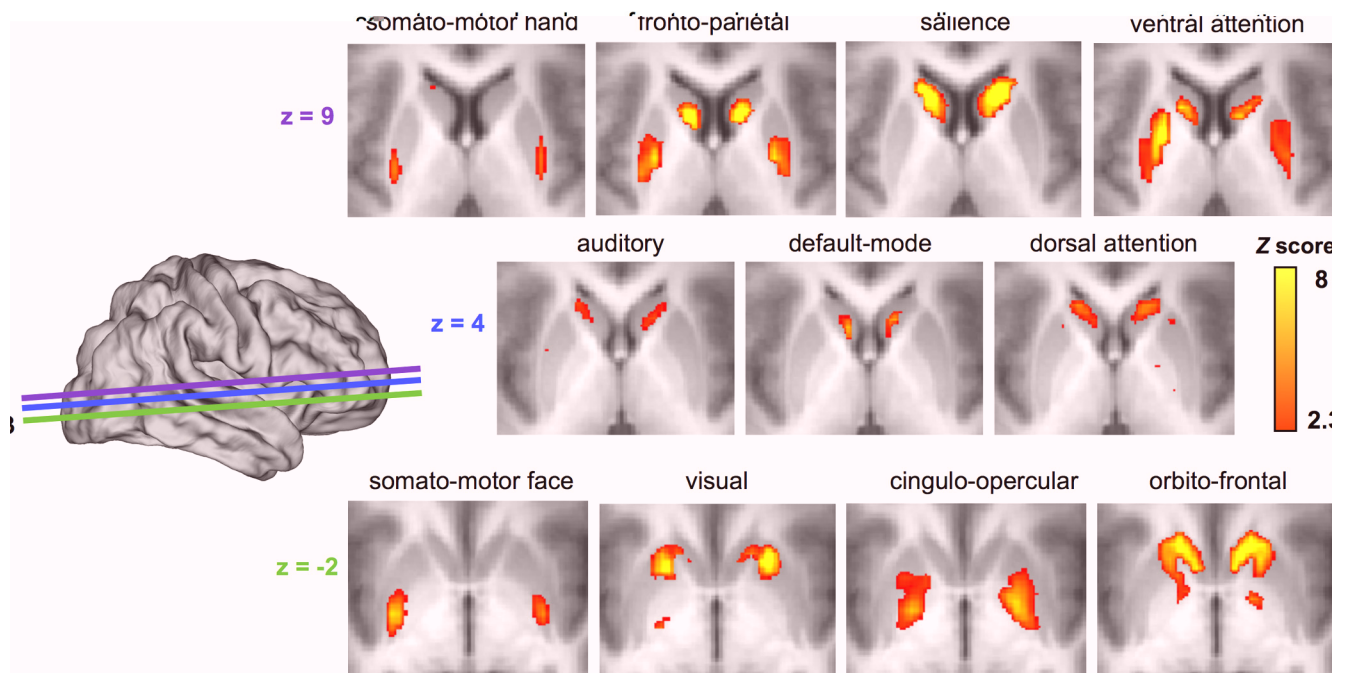 somato-motor hand fronto-parietal salience ventral attention
z = 9
auditory default-mode dorsal attention
Z score
8
z = 4
2.3
somato-motor face visual cingulo-opercular orbito-frontal
z = -2